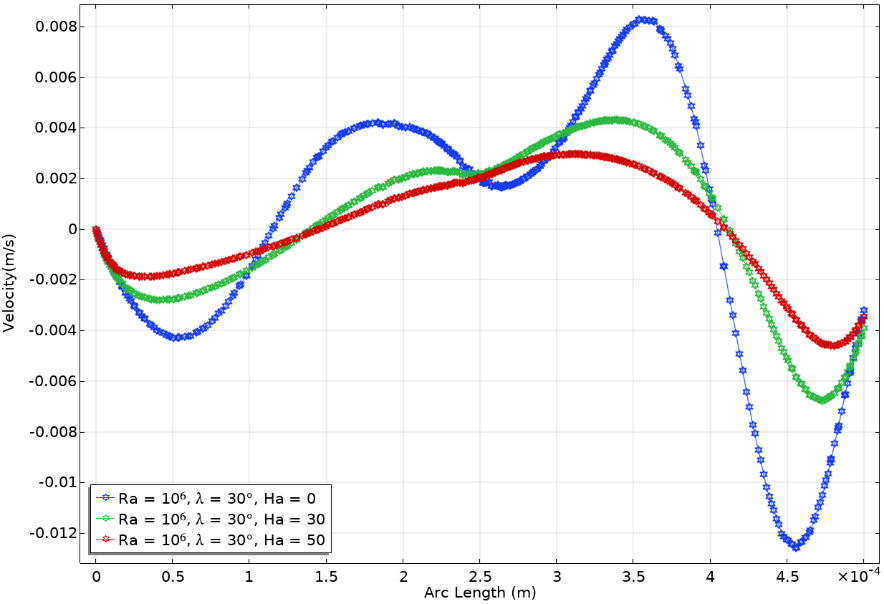 0.008
0.006
0.004
0.002
0
-0.002
-0.004
-0.006
-0.008
-0.01
-0.012
Velocity(m/s)
Ra = 10⁶, λ = 30°, Ha = 0
Ra = 10⁶, λ = 30°, Ha = 30
Ra = 10⁶, λ = 30°, Ha = 50
0 0.5 1 1.5 2 2.5 3 3.5 4 4.5 ×10⁻⁴
Arc Length (m)